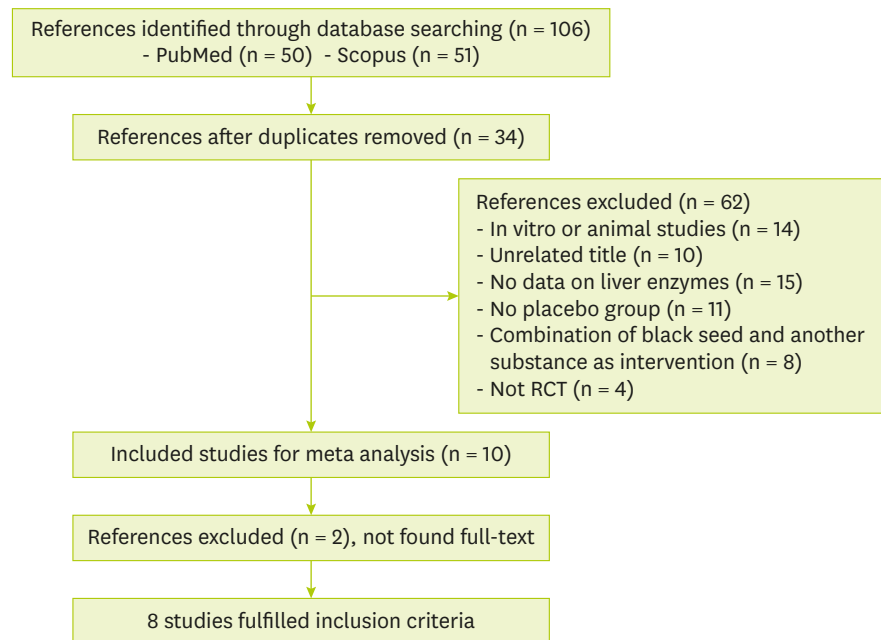 References identified through database searching (n = 106)
- PubMed (n = 50) - Scopus (n = 51)
References after duplicates removed (n = 34)
References excluded (n = 62)
- In vitro or animal studies (n = 14)
- Unrelated title (n = 10)
- No data on liver enzymes (n = 15)
- No placebo group (n = 11)
- Combination of black seed and another
substance as intervention (n = 8)
- Not RCT (n = 4)
Included studies for meta analysis (n = 10)
References excluded (n = 2), not found full-text
8 studies fulfilled inclusion criteria